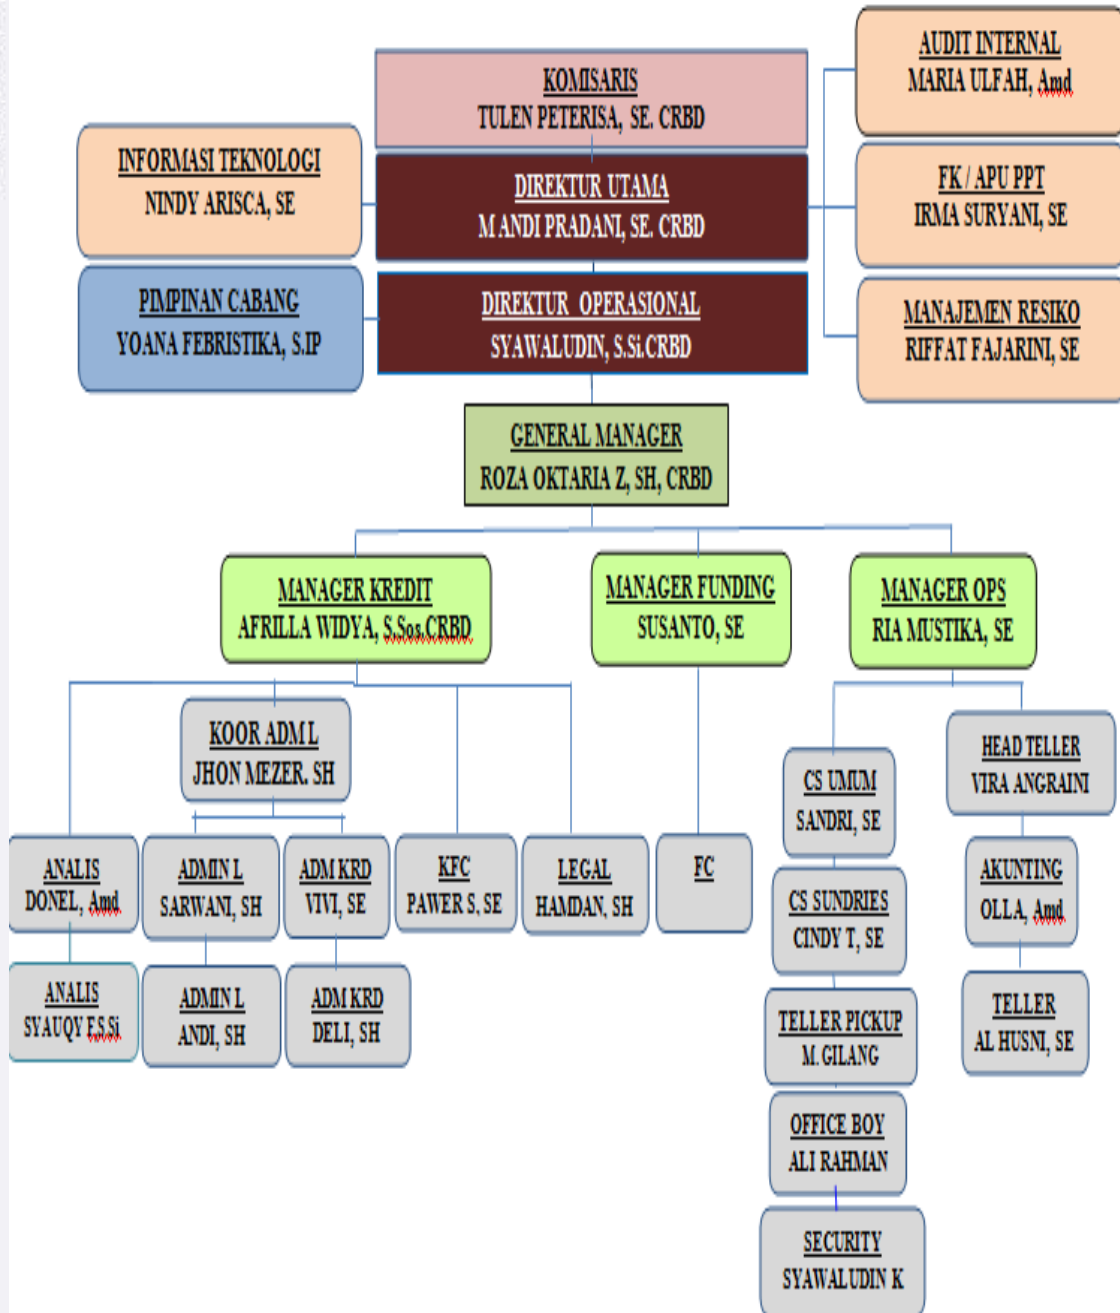 KOMISARIS
TULEN PETERISA, SE. CRBD
AUDIT INTERNAL
MARIA ULFAH, Amd
INFORMASI TEKNOLOGI
NINDY ARISCA, SE
DIREKTUR UTAMA
M ANDI PRADANI, SE. CRBD
FK / APU PPT
IRMA SURYANI, SE
PIMPINAN CABANG
YOANA FEBRISTIKA, S.IP
DIREKTUR OPERASIONAL
SYAWALUDIN, S.Si.CRBD
MANAJEMEN RESIKO
RIFFAT FAJARINI, SE
GENERAL MANAGER
ROZA OKTARIA Z, SH, CRBD
MANAGER KREDIT
AFRILLA WIDYA, S.Sos.CRBD
MANAGER FUNDING
SUSANTO, SE
MANAGER OPS
RIA MUSTIKA, SE
KOOR ADM L
JHON MEZER. SH
CS UMUM
SANDRI, SE
HEAD TELLER
VIRA ANGRAINI
ANALIS
DONEL, Amd
ADMIN L
SARWANI, SH
ADM KRD
VIVI, SE
KFC
PAWER S, SE
LEGAL
HAMDAN, SH
FC
CS SUNDRIES
CINDY T, SE
AKUNTING
OLLA, Amd
ANALIS
SYAUQY F,S.Si
ADMIN L
ANDI, SH
ADM KRD
DELI, SH
TELLER PICKUP
M. GILANG
TELLER
AL HUSNI, SE
OFFICE BOY
ALI RAHMAN
SECURITY
SYAWALUDIN K